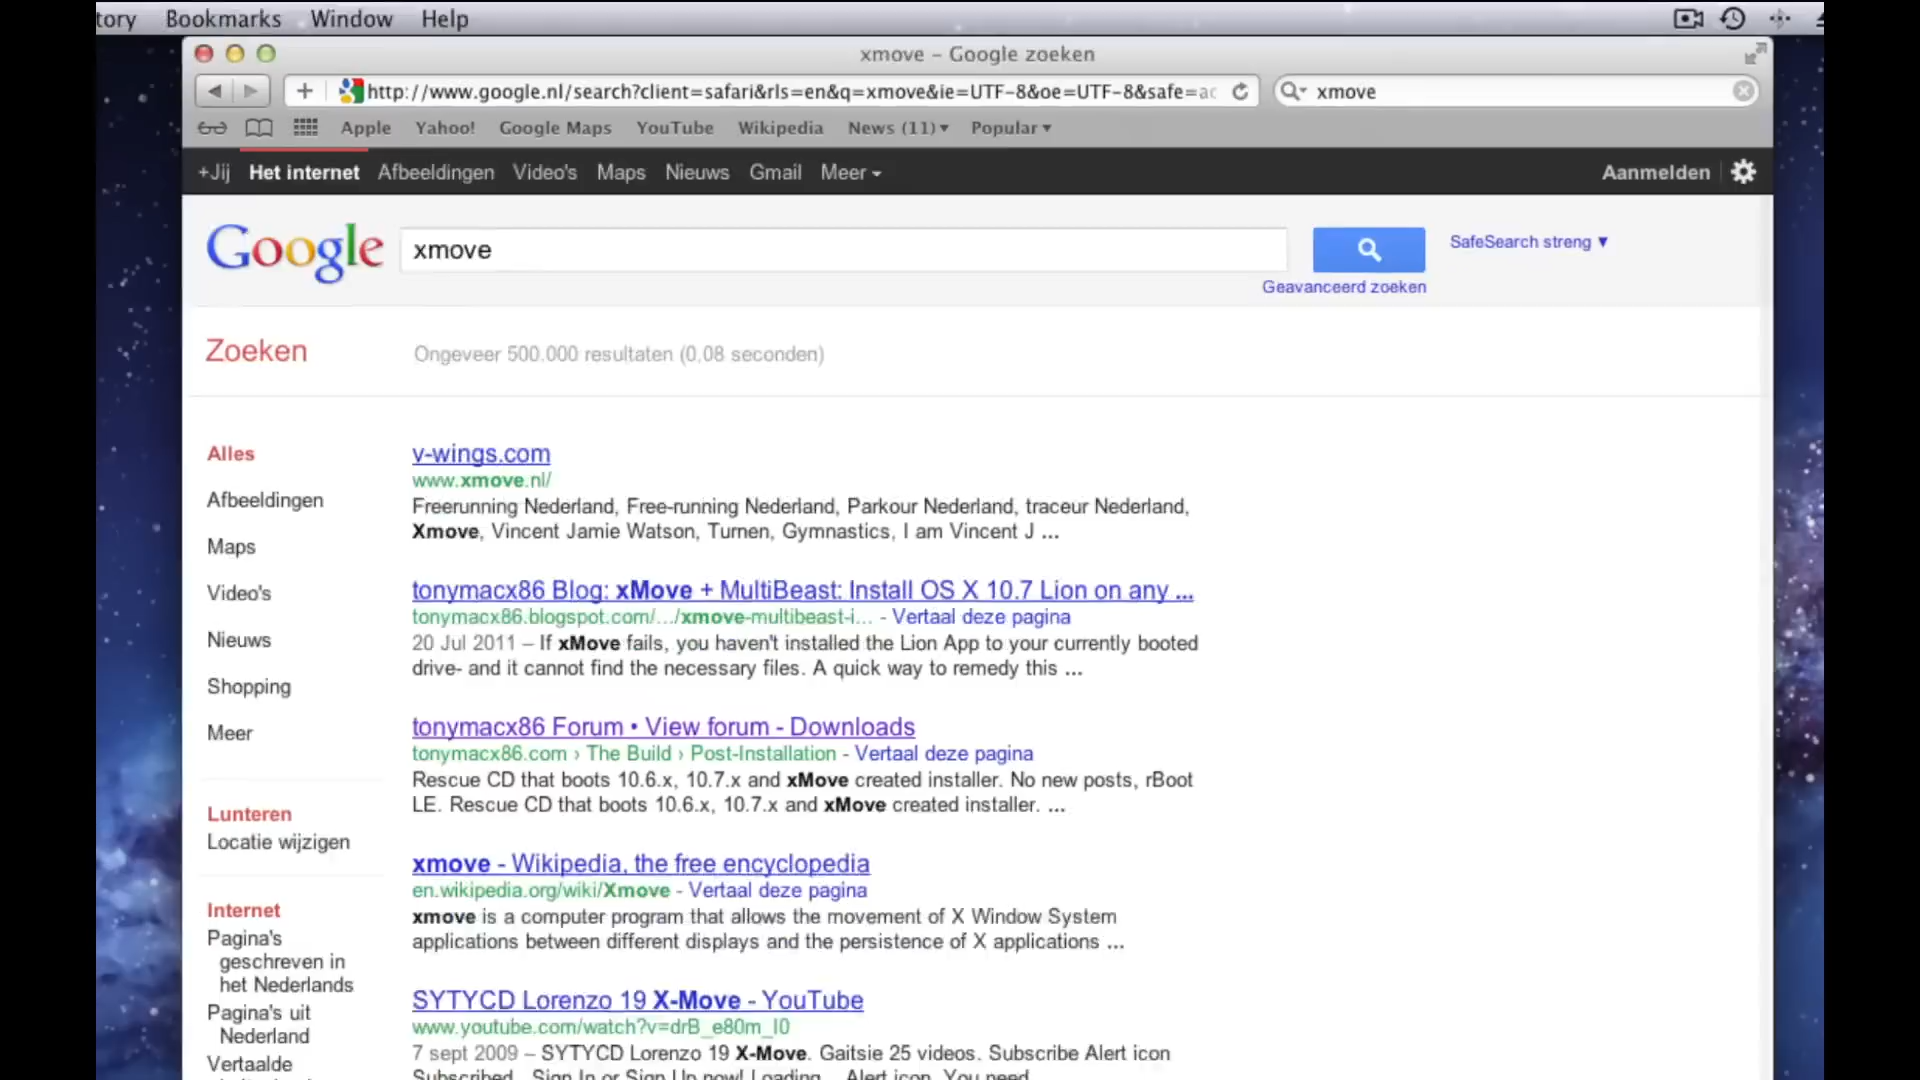 tory Bookmarks Window Help
xmove – Google zoeken
http://www.google.nl/search?client=safari&rls=en&q=xmove&ie=UTF-8&oe=UTF-8&safe=ac
xmove
Apple Yahoo! Google Maps YouTube Wikipedia News (11)▾ Popular▾
+Jij Het internet Afbeeldingen Video's Maps Nieuws Gmail Meer
Aanmelden
Google
xmove
SafeSearch streng ▼
Geavanceerd zoeken
Zoeken
Ongeveer 500.000 resultaten (0,08 seconden)
Alles
Afbeeldingen
Maps
Video's
Nieuws
Shopping
Meer
Lunteren
Locatie wijzigen
Internet
Pagina's
geschreven in
het Nederlands
Pagina's uit
Nederland
Vertaalde
v-wings.com
www.xmove.nl/
Freerunning Nederland, Free-running Nederland, Parkour Nederland, traceur Nederland,
Xmove, Vincent Jamie Watson, Turnen, Gymnastics, I am Vincent J ...
tonymacx86 Blog: xMove + MultiBeast: Install OS X 10.7 Lion on any ...
tonymacx86.blogspot.com/.../xmove-multibeast-i... - Vertaal deze pagina
20 Jul 2011 – If xMove fails, you haven't installed the Lion App to your currently booted
drive- and it cannot find the necessary files. A quick way to remedy this ...
tonymacx86 Forum • View forum - Downloads
tonymacx86.com › The Build › Post-Installation - Vertaal deze pagina
Rescue CD that boots 10.6.x, 10.7.x and xMove created installer. No new posts, rBoot
LE. Rescue CD that boots 10.6.x, 10.7.x and xMove created installer. ...
xmove - Wikipedia, the free encyclopedia
en.wikipedia.org/wiki/Xmove - Vertaal deze pagina
xmove is a computer program that allows the movement of X Window System
applications between different displays and the persistence of X applications ...
SYTYCD Lorenzo 19 X-Move - YouTube
www.youtube.com/watch?v=drB_e80m_I0
7 sept 2009 – SYTYCD Lorenzo 19 X-Move. Gaitsie 25 videos. Subscribe Alert icon
Subscribed. Sign In or Sign Up now! Loading... Alert icon. You need